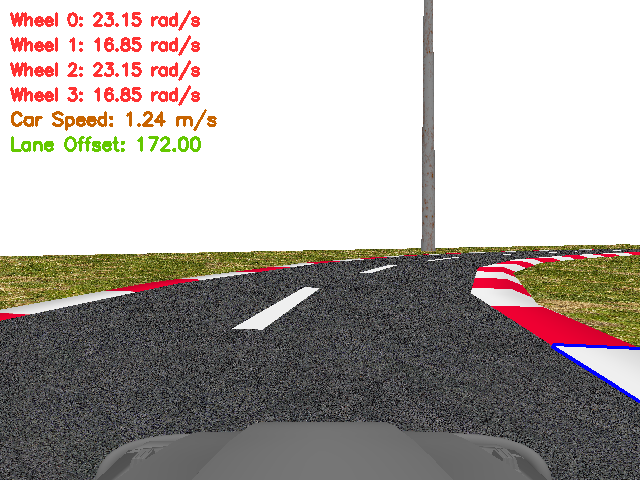 Wheel 0: 23.15 rad/s
Wheel 1: 16.85 rad/s
Wheel 2: 23.15 rad/s
Wheel 3: 16.85 rad/s
Car Speed: 1.24 m/s
Lane Offset: 172.00